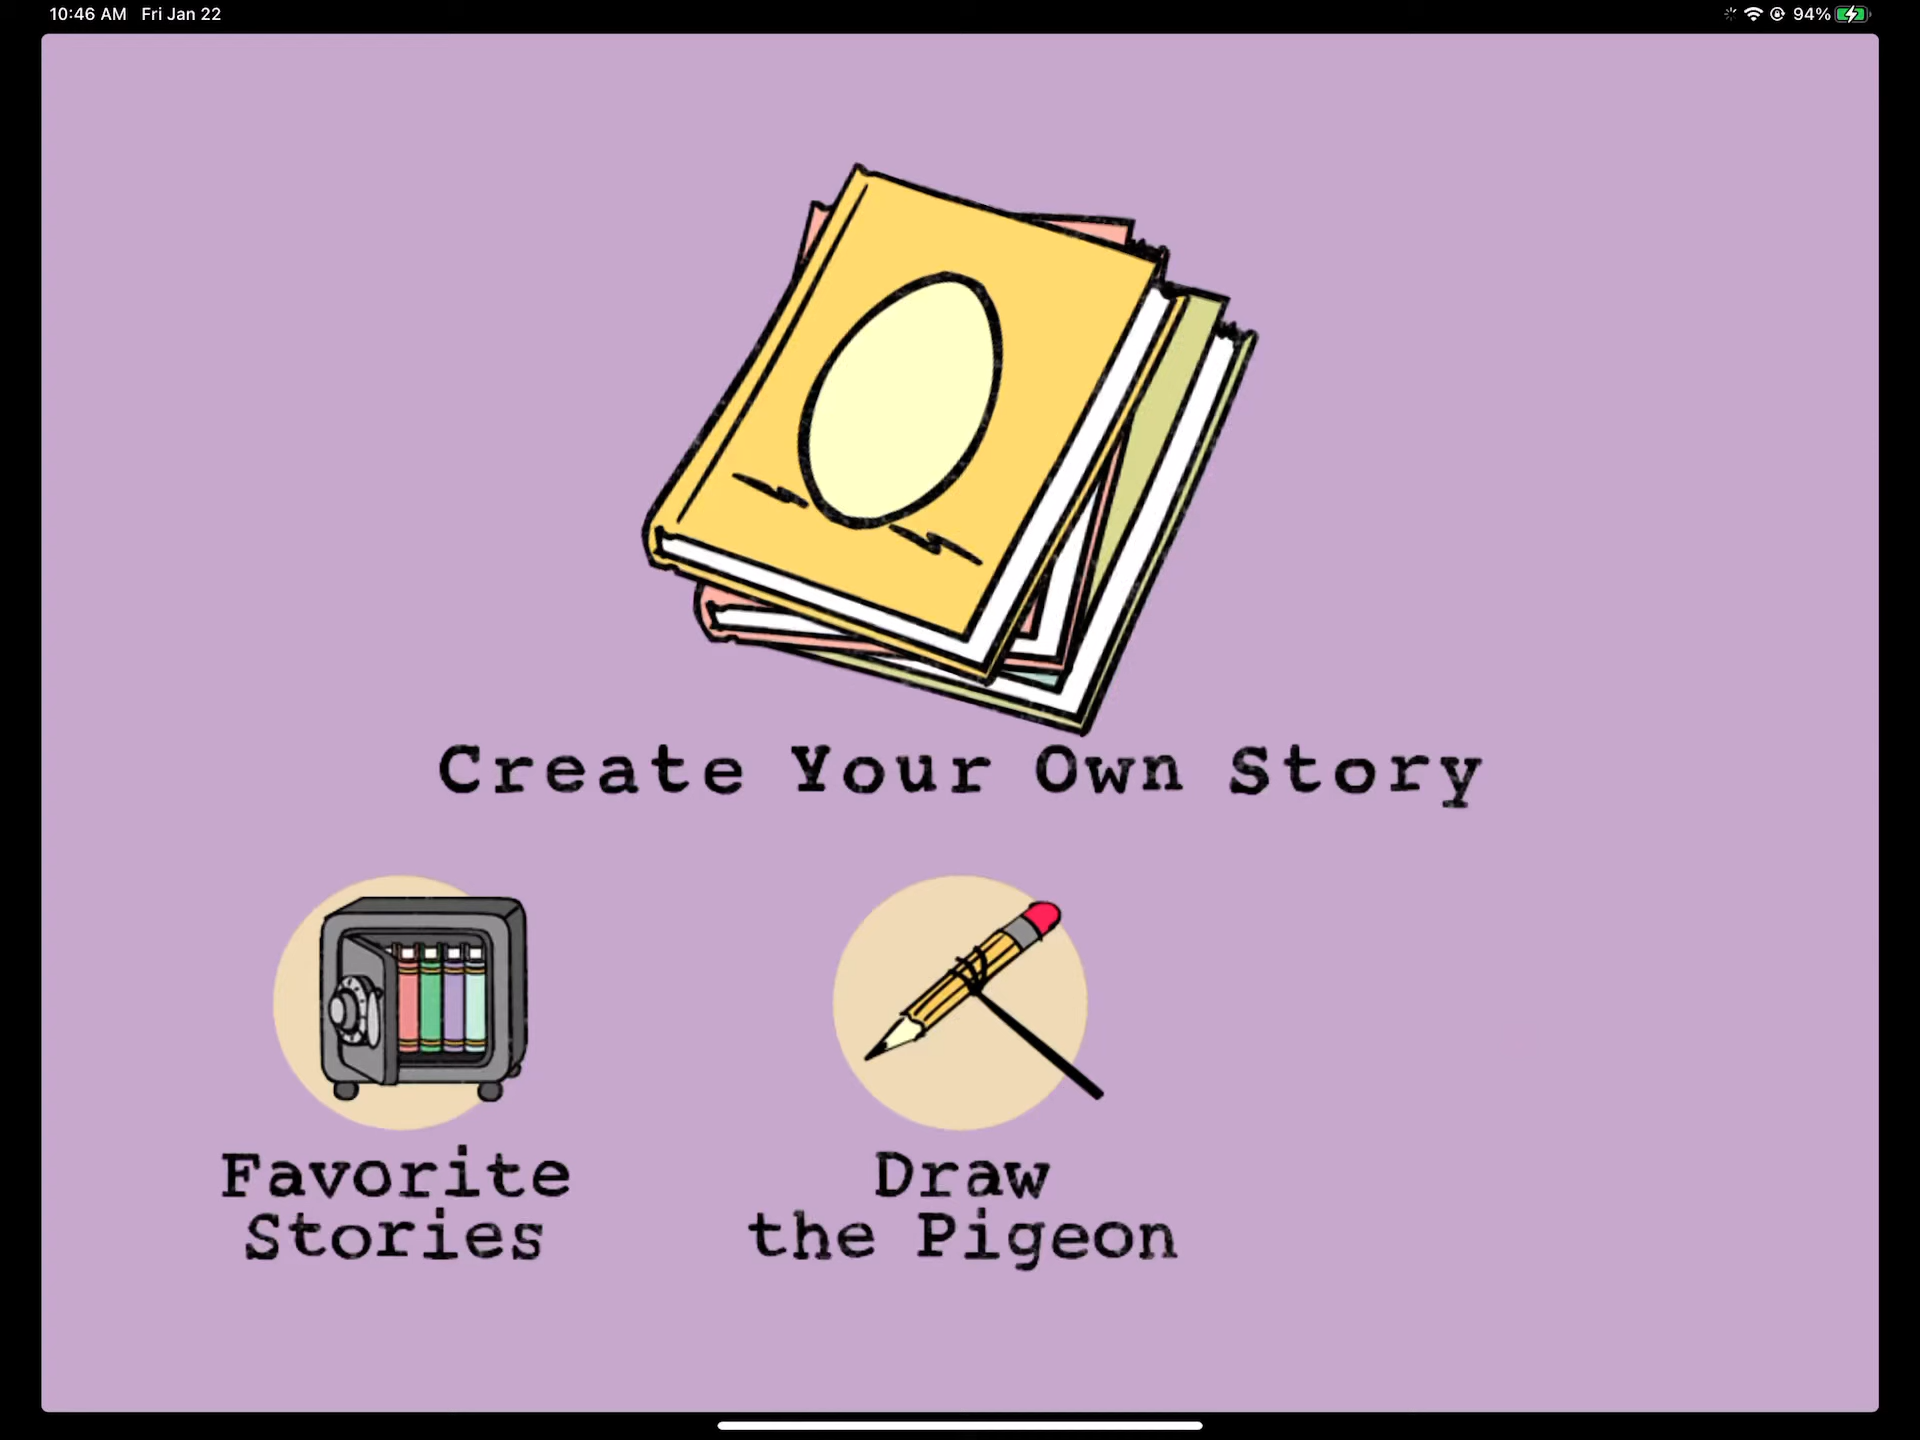 10:46 AM Fri Jan 22
94%
Create Your Own Story
Favorite
Stories
Draw
the Pigeon